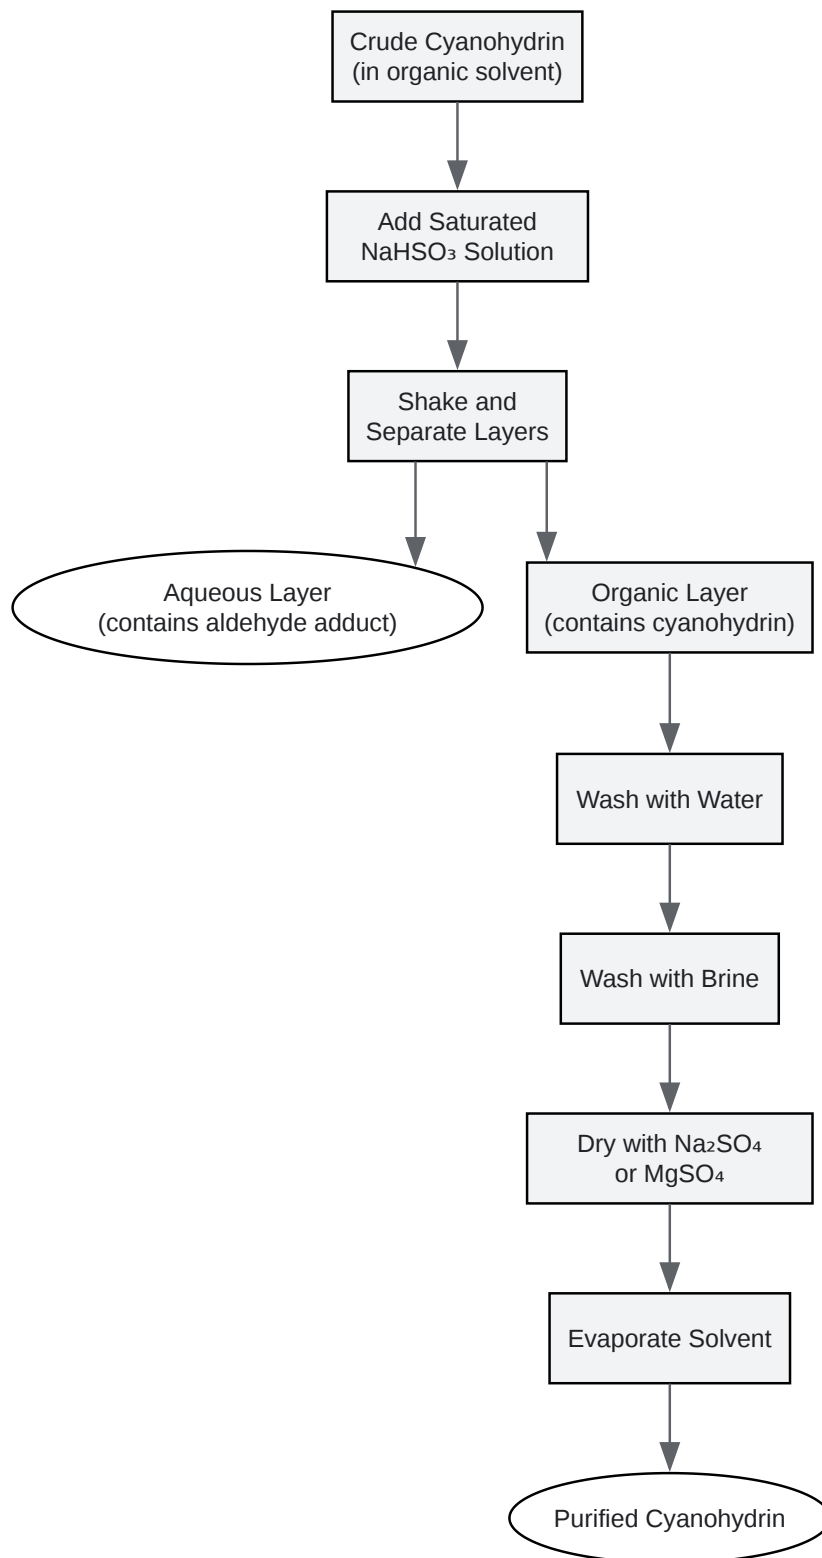 Crude Cyanohydrin
(in organic solvent)
Add Saturated
NaHSO₃ Solution
Shake and
Separate Layers
Aqueous Layer
(contains aldehyde adduct)
Organic Layer
(contains cyanohydrin)
Wash with Water
Wash with Brine
Dry with Na₂SO₄
or MgSO₄
Evaporate Solvent
Purified Cyanohydrin